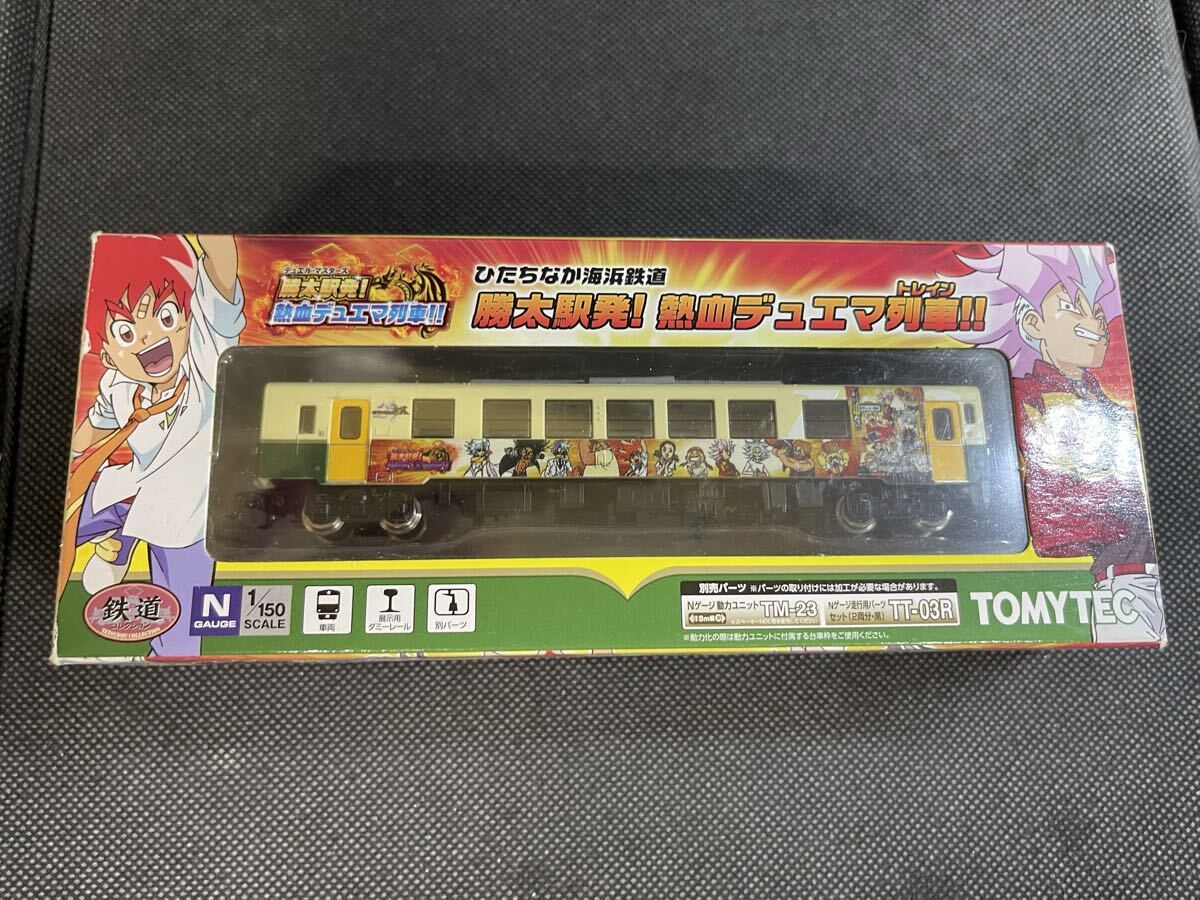 デュエル・マスターズ
勝太駅発!
熱血デュエマ列車!!
ひたちなか海浜鉄道
トレイン
勝太駅発! 熱血デュエマ列車!!
鉄道
コレクション
TETSUDOU COLLECTION
N
GAUGE
1/150
SCALE
車両
展示用
ダミーレール
別パーツ
別売パーツ ※パーツの取り付けには加工が必要な場合があります。
Nゲージ 動力ユニット TM-23
18m級C
Nゲージ走行用パーツ
セット(2両分・黒) TT-03R
※動力化の際は動力ユニットに付属する台車枠をご使用ください。
TOMYTEC